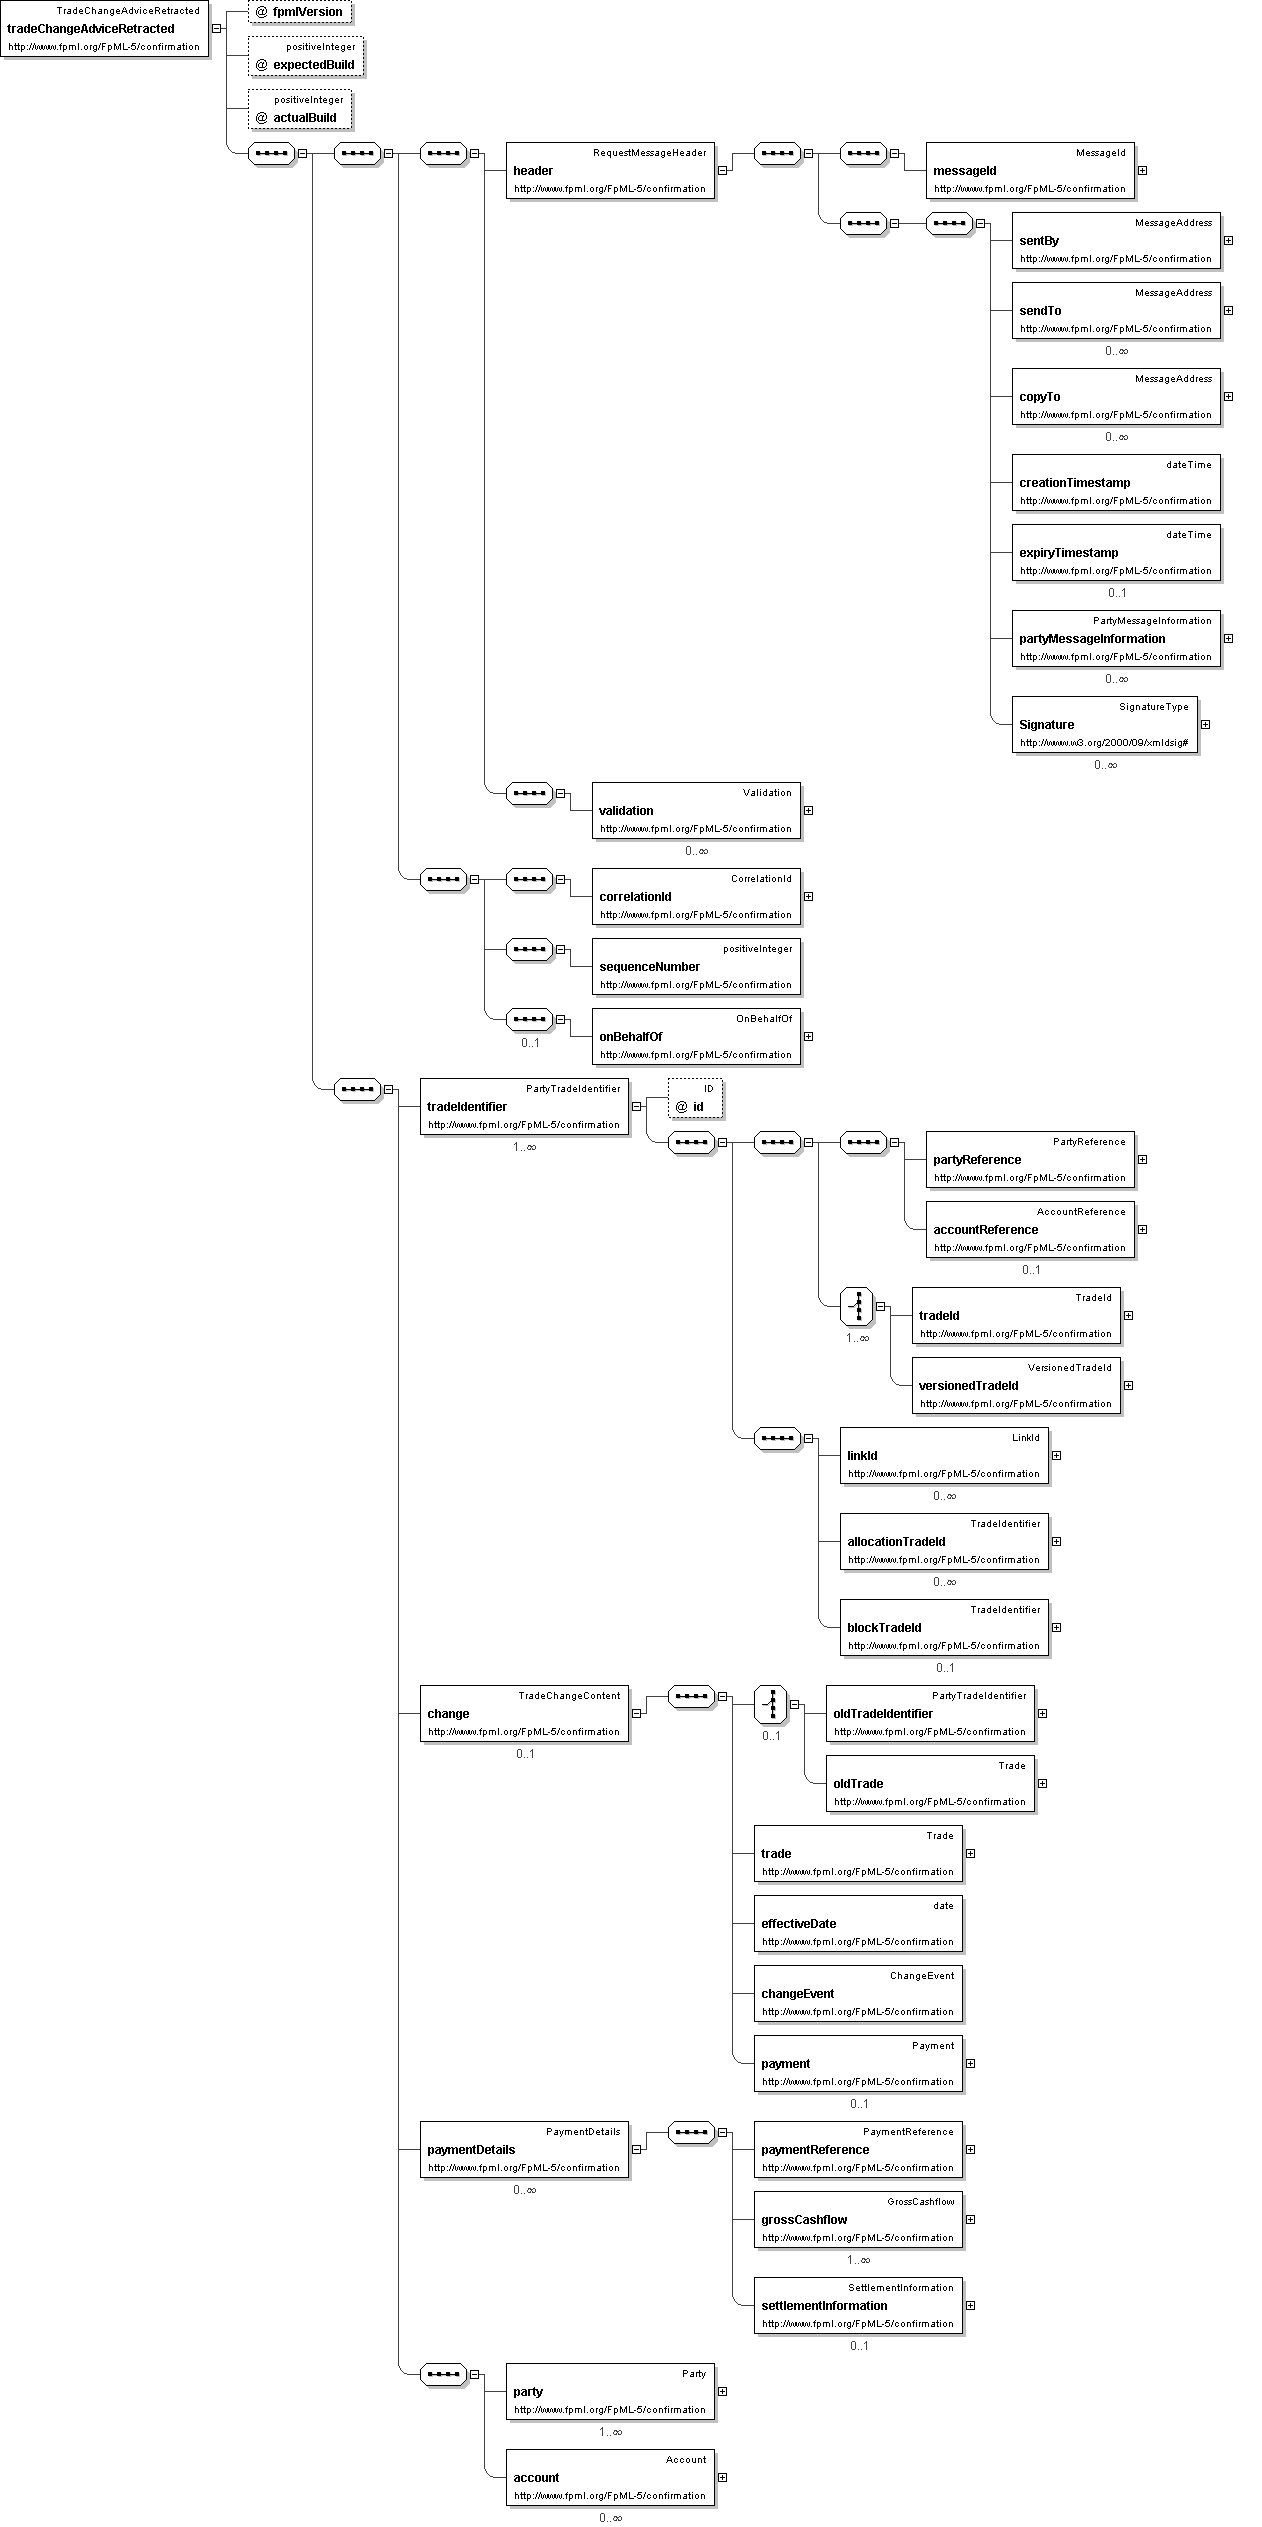 TradeChangeAdviceRetracted
tradeChangeAdviceRetracted
http://www.fpml.org/FpML-5/confirmation
@ fpmlVersion
positiveInteger
@ expectedBuild
positiveInteger
@ actualBuild
RequestMessageHeader
header
http://www.fpml.org/FpML-5/confirmation
MessageId
messageId
http://www.fpml.org/FpML-5/confirmation
MessageAddress
sentBy
http://www.fpml.org/FpML-5/confirmation
MessageAddress
sendTo
http://www.fpml.org/FpML-5/confirmation
0..∞
MessageAddress
copyTo
http://www.fpml.org/FpML-5/confirmation
0..∞
dateTime
creationTimestamp
http://www.fpml.org/FpML-5/confirmation
dateTime
expiryTimestamp
http://www.fpml.org/FpML-5/confirmation
0..1
PartyMessageInformation
partyMessageInformation
http://www.fpml.org/FpML-5/confirmation
0..∞
SignatureType
Signature
http://www.w3.org/2000/09/xmldsig#
0..∞
Validation
validation
http://www.fpml.org/FpML-5/confirmation
0..∞
CorrelationId
correlationId
http://www.fpml.org/FpML-5/confirmation
positiveInteger
sequenceNumber
http://www.fpml.org/FpML-5/confirmation
OnBehalfOf
onBehalfOf
http://www.fpml.org/FpML-5/confirmation
0..1
PartyTradeIdentifier
tradeIdentifier
http://www.fpml.org/FpML-5/confirmation
1..∞
ID
@ id
PartyReference
partyReference
http://www.fpml.org/FpML-5/confirmation
AccountReference
accountReference
http://www.fpml.org/FpML-5/confirmation
0..1
1..∞
TradeId
tradeId
http://www.fpml.org/FpML-5/confirmation
VersionedTradeId
versionedTradeId
http://www.fpml.org/FpML-5/confirmation
LinkId
linkId
http://www.fpml.org/FpML-5/confirmation
0..∞
TradeIdentifier
allocationTradeId
http://www.fpml.org/FpML-5/confirmation
0..∞
TradeIdentifier
blockTradeId
http://www.fpml.org/FpML-5/confirmation
0..1
TradeChangeContent
change
http://www.fpml.org/FpML-5/confirmation
0..1
0..1
PartyTradeIdentifier
oldTradeIdentifier
http://www.fpml.org/FpML-5/confirmation
Trade
oldTrade
http://www.fpml.org/FpML-5/confirmation
Trade
trade
http://www.fpml.org/FpML-5/confirmation
date
effectiveDate
http://www.fpml.org/FpML-5/confirmation
ChangeEvent
changeEvent
http://www.fpml.org/FpML-5/confirmation
Payment
payment
http://www.fpml.org/FpML-5/confirmation
0..1
PaymentDetails
paymentDetails
http://www.fpml.org/FpML-5/confirmation
0..∞
PaymentReference
paymentReference
http://www.fpml.org/FpML-5/confirmation
GrossCashflow
grossCashflow
http://www.fpml.org/FpML-5/confirmation
1..∞
SettlementInformation
settlementInformation
http://www.fpml.org/FpML-5/confirmation
0..1
Party
party
http://www.fpml.org/FpML-5/confirmation
1..∞
Account
account
http://www.fpml.org/FpML-5/confirmation
0..∞